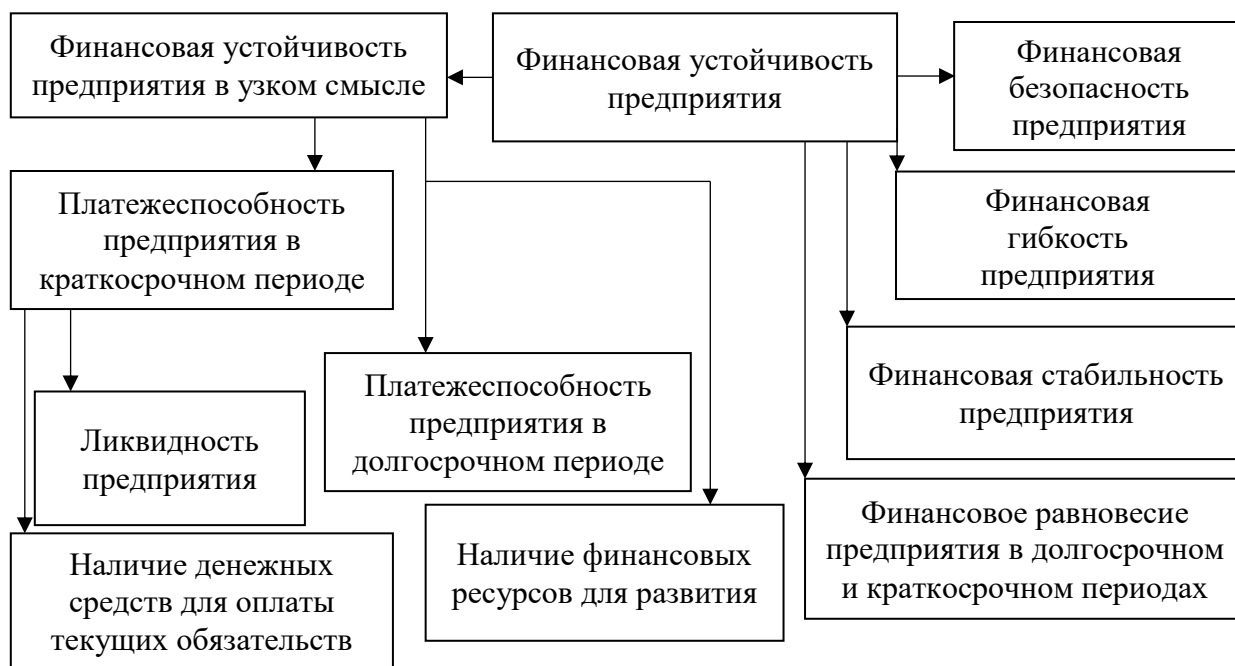 Финансовая устойчивость
предприятия в узком смысле
Финансовая устойчивость
предприятия
Финансовая
безопасность
предприятия
Платежеспособность
предприятия в
краткосрочном периоде
Финансовая
гибкость
предприятия
Платежеспособность
предприятия в
долгосрочном периоде
Финансовая стабильность
предприятия
Ликвидность
предприятия
Наличие денежных
средств для оплаты
текущих обязательств
Наличие финансовых
ресурсов для развития
Финансовое равновесие
предприятия в долгосрочном
и краткосрочном периодах